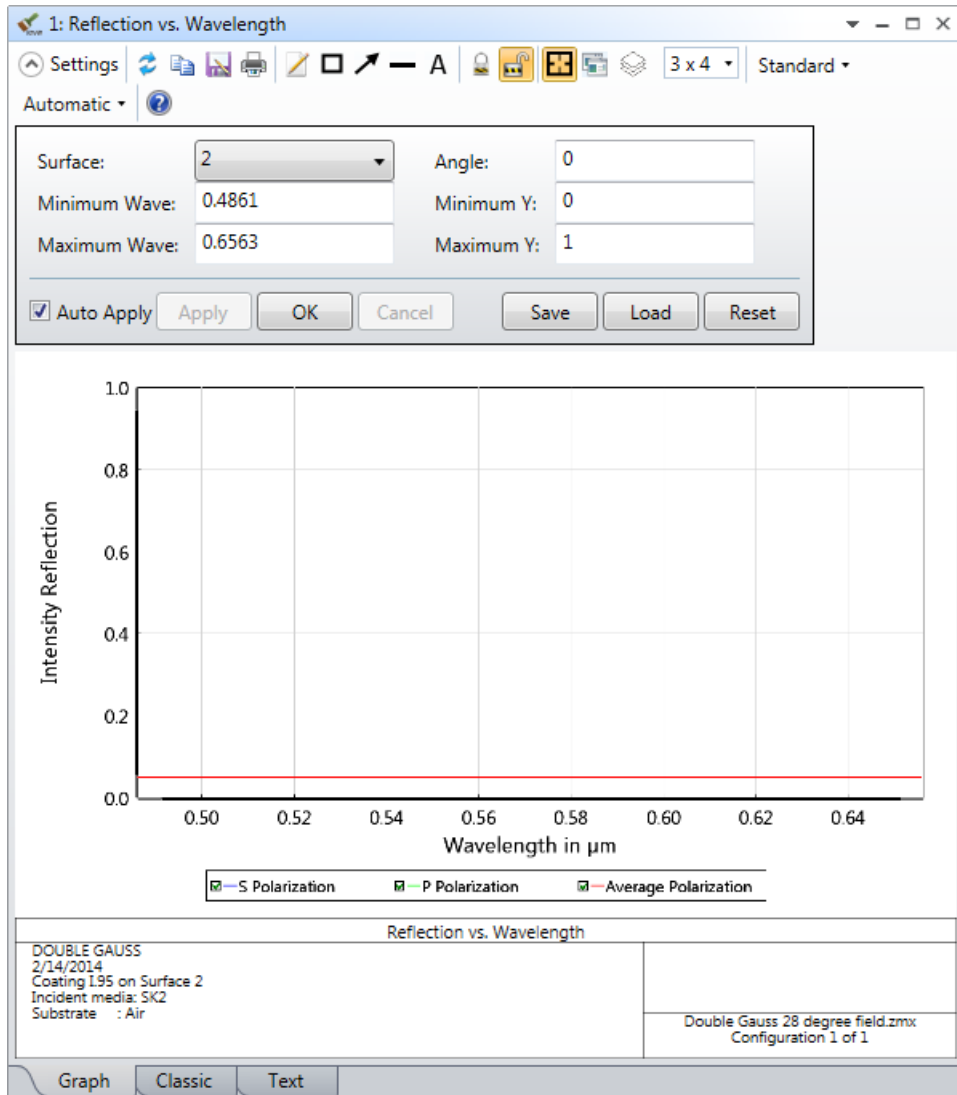 1: Reflection vs. Wavelength
Settings A 3 x 4 Standard
Automatic ?
Surface: 2 Angle: 0
Minimum Wave: 0.4861 Minimum Y: 0
Maximum Wave: 0.6563 Maximum Y: 1
Auto Apply Apply OK Cancel Save Load Reset
1.0
0.8
0.6
0.4
0.2
0.0
Intensity Reflection
0.50 0.52 0.54 0.56 0.58 0.60 0.62 0.64
Wavelength in µm
S Polarization P Polarization Average Polarization
Reflection vs. Wavelength
DOUBLE GAUSS
2/14/2014
Coating I.95 on Surface 2
Incident media: SK2
Substrate : Air
Double Gauss 28 degree field.zmx
Configuration 1 of 1
Graph Classic Text